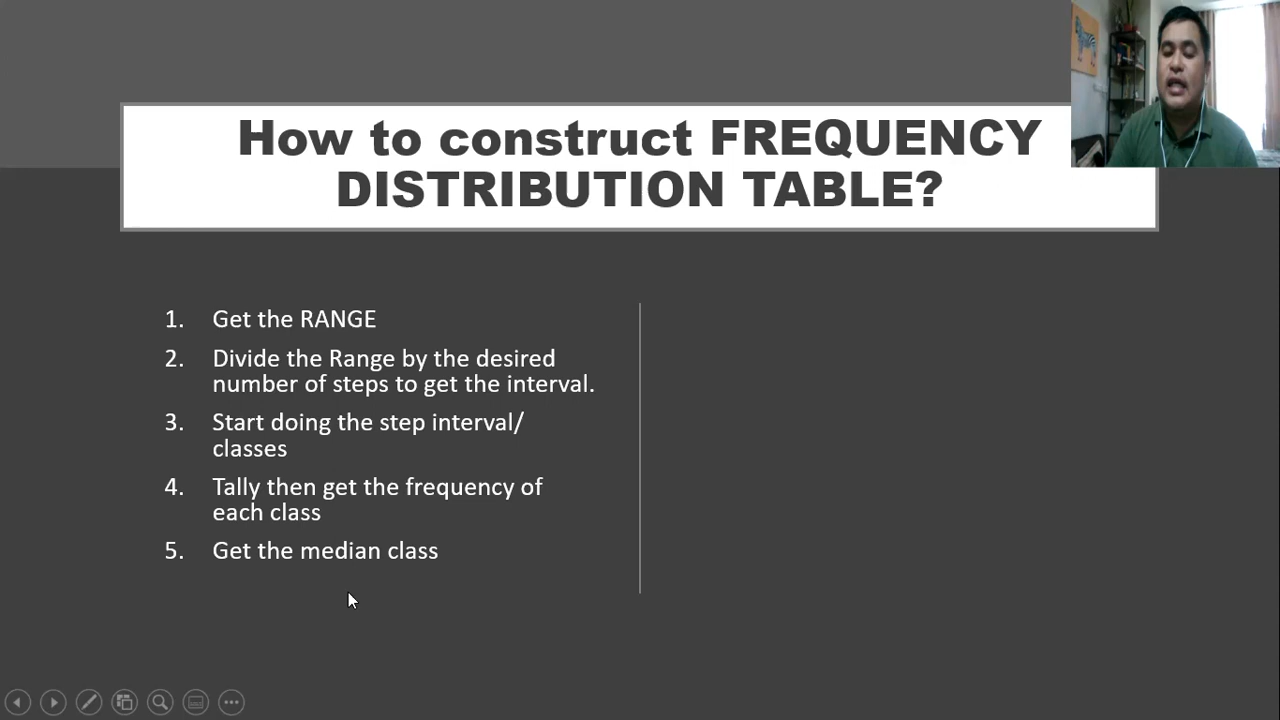 How to construct FREQUENCY
DISTRIBUTION TABLE?
1. Get the RANGE
2. Divide the Range by the desired
number of steps to get the interval.
3. Start doing the step interval/
classes
4. Tally then get the frequency of
each class
5. Get the median class